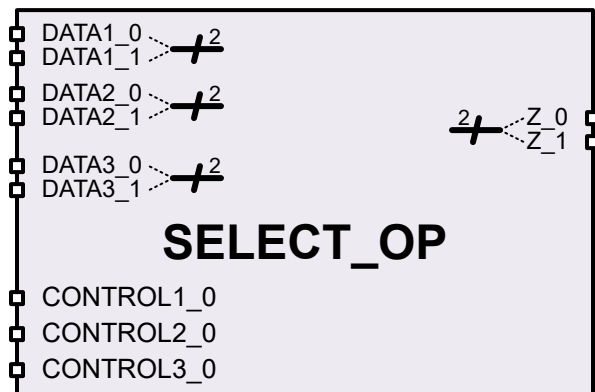 DATA1_0
DATA1_1
2
DATA2_0
DATA2_1
2
2
Z_0
Z_1
DATA3_0
DATA3_1
2
SELECT_OP
CONTROL1_0
CONTROL2_0
CONTROL3_0